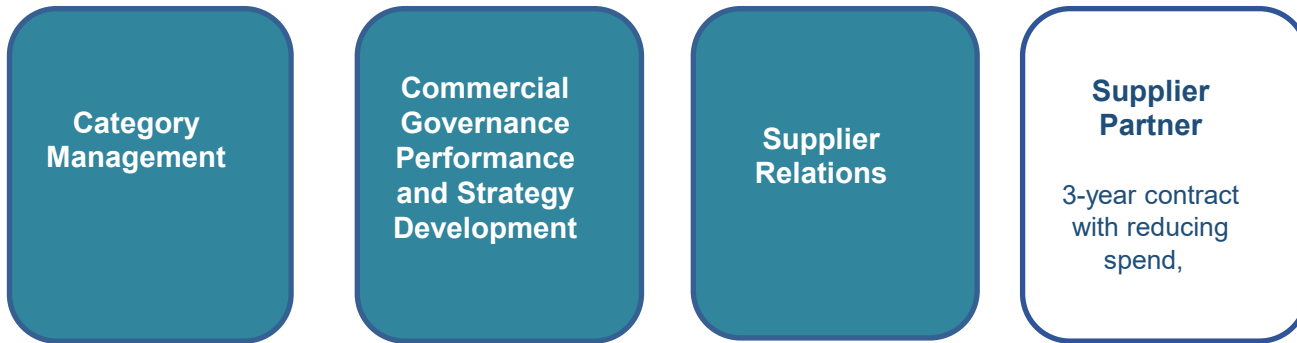 Category
Management
Commercial
Governance
Performance
and Strategy
Development
Supplier
Relations
Supplier
Partner
3-year contract
with reducing
spend,